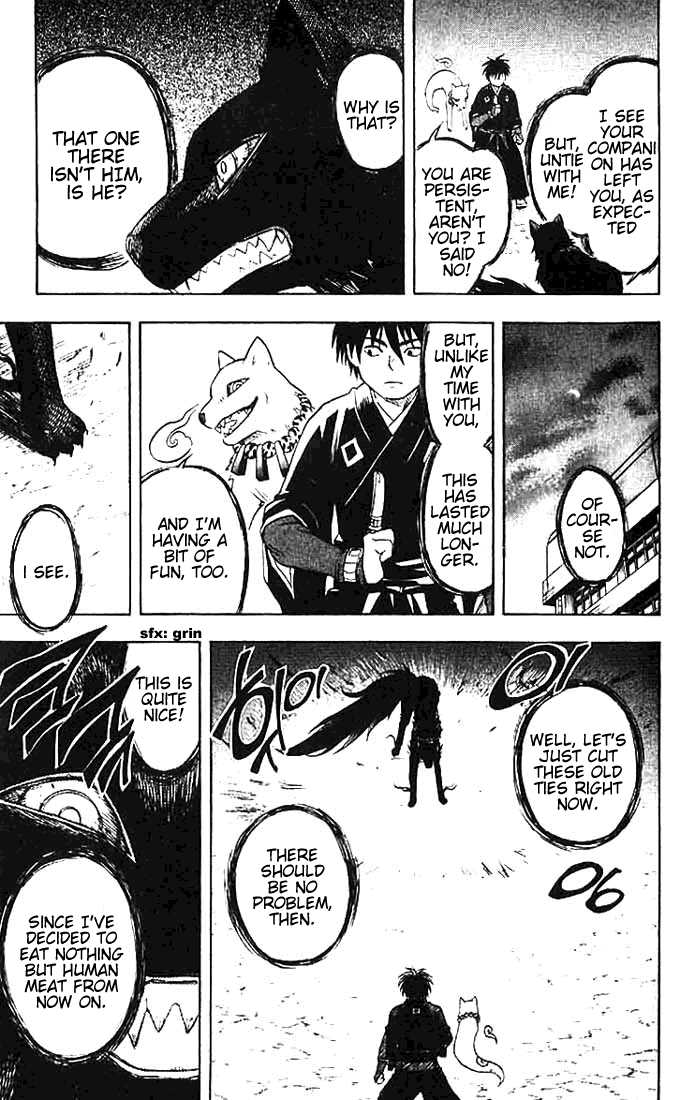 I SEE
YOUR
COMPANI
ON HAS
LEFT
YOU, AS
EXPEC-
TED
BUT,
UNTIE
WITH
ME!
YOU ARE
PERSIS-
TENT,
AREN'T
YOU? I
SAID
NO!
WHY IS
THAT?
THAT ONE
THERE
ISN'T HIM,
IS HE?
OF
COUR-
SE
NOT.
BUT,
UNLIKE
MY
TIME
WITH
YOU,
THIS
HAS
LASTED
MUCH
LON-
GER.
AND I'M
HAVING A
BIT OF
FUN, TOO.
I SEE.
WELL, LET'S
JUST CUT
THESE OLD
TIES RIGHT
NOW.
THERE
SHOULD
BE NO
PROBLEM,
THEN.
sfx: grin
THIS IS
QUITE
NICE!
SINCE I'VE
DECIDED TO
EAT NOTHING
BUT HUMAN
MEAT FROM
NOW ON.